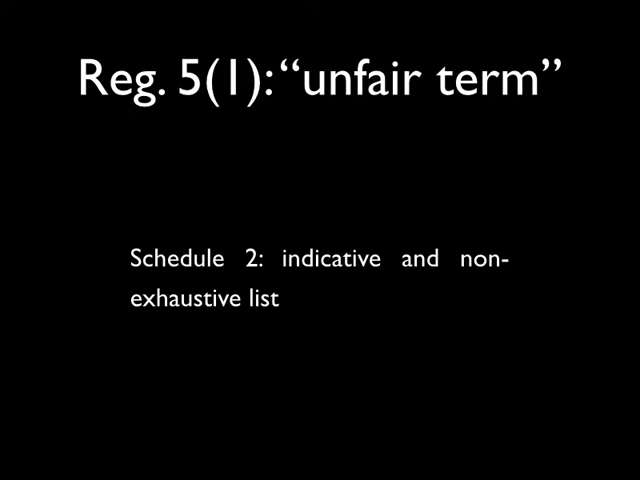 Reg. 5(1): “unfair term”
Schedule 2: indicative and non-
exhaustive list